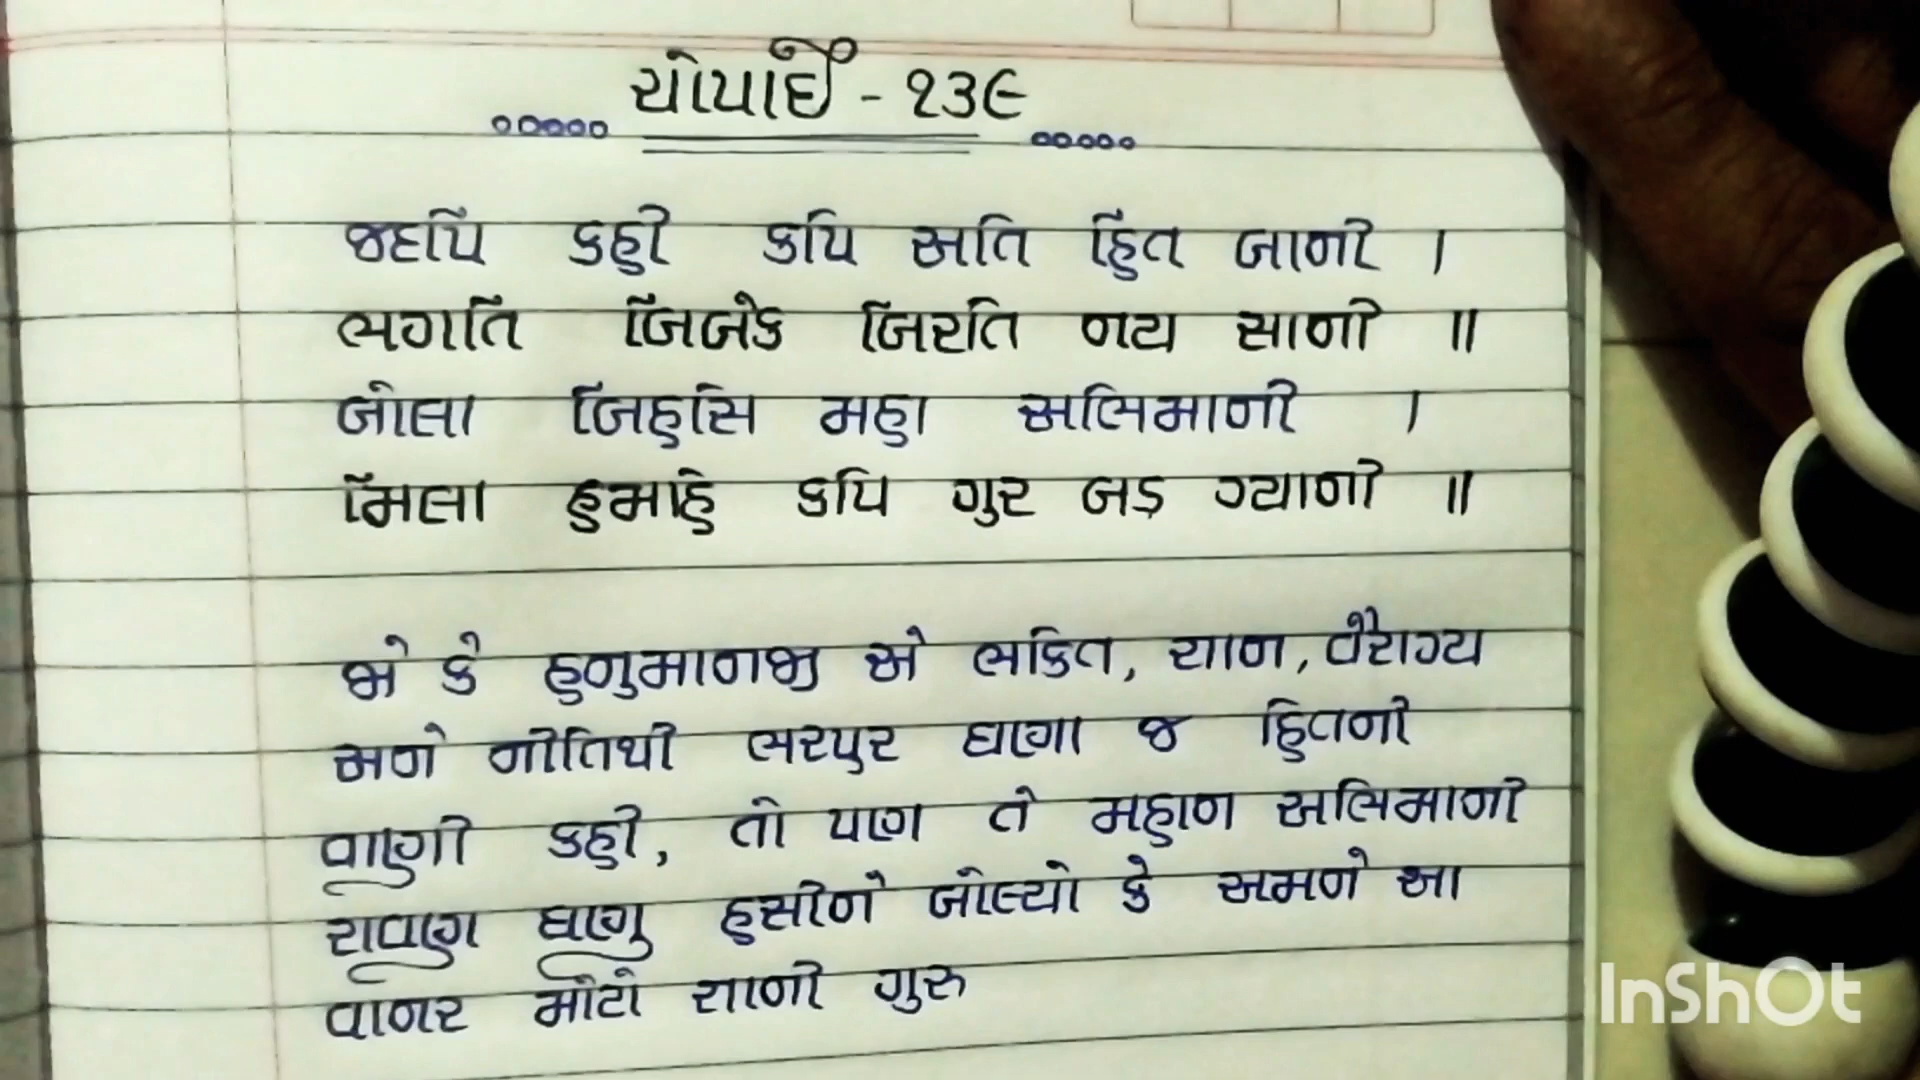 ચોપાઈ - ૧૩૯
જદપિ કહી કપિ અતિ હિત બાની ।
ભગતિ બિબેક બિરતિ નય સાની ॥
બોલા બિહસિ મહા અભિમાની ।
મિલા હમહિ કપિ ગુર બડ ગ્યાની ॥
જો કે હનુમાનજી એ ભક્તિ, જ્ઞાન, વૈરાગ્ય
અને નીતિથી ભરપુર ઘણા જ હિતની
વાણી કહી, તો પણ તે મહાન અભિમાની
રાવણ ઘણુ હસીને બોલ્યો કે અમને આ
વાનર મોટો જ્ઞાની ગુરુ
InShOt